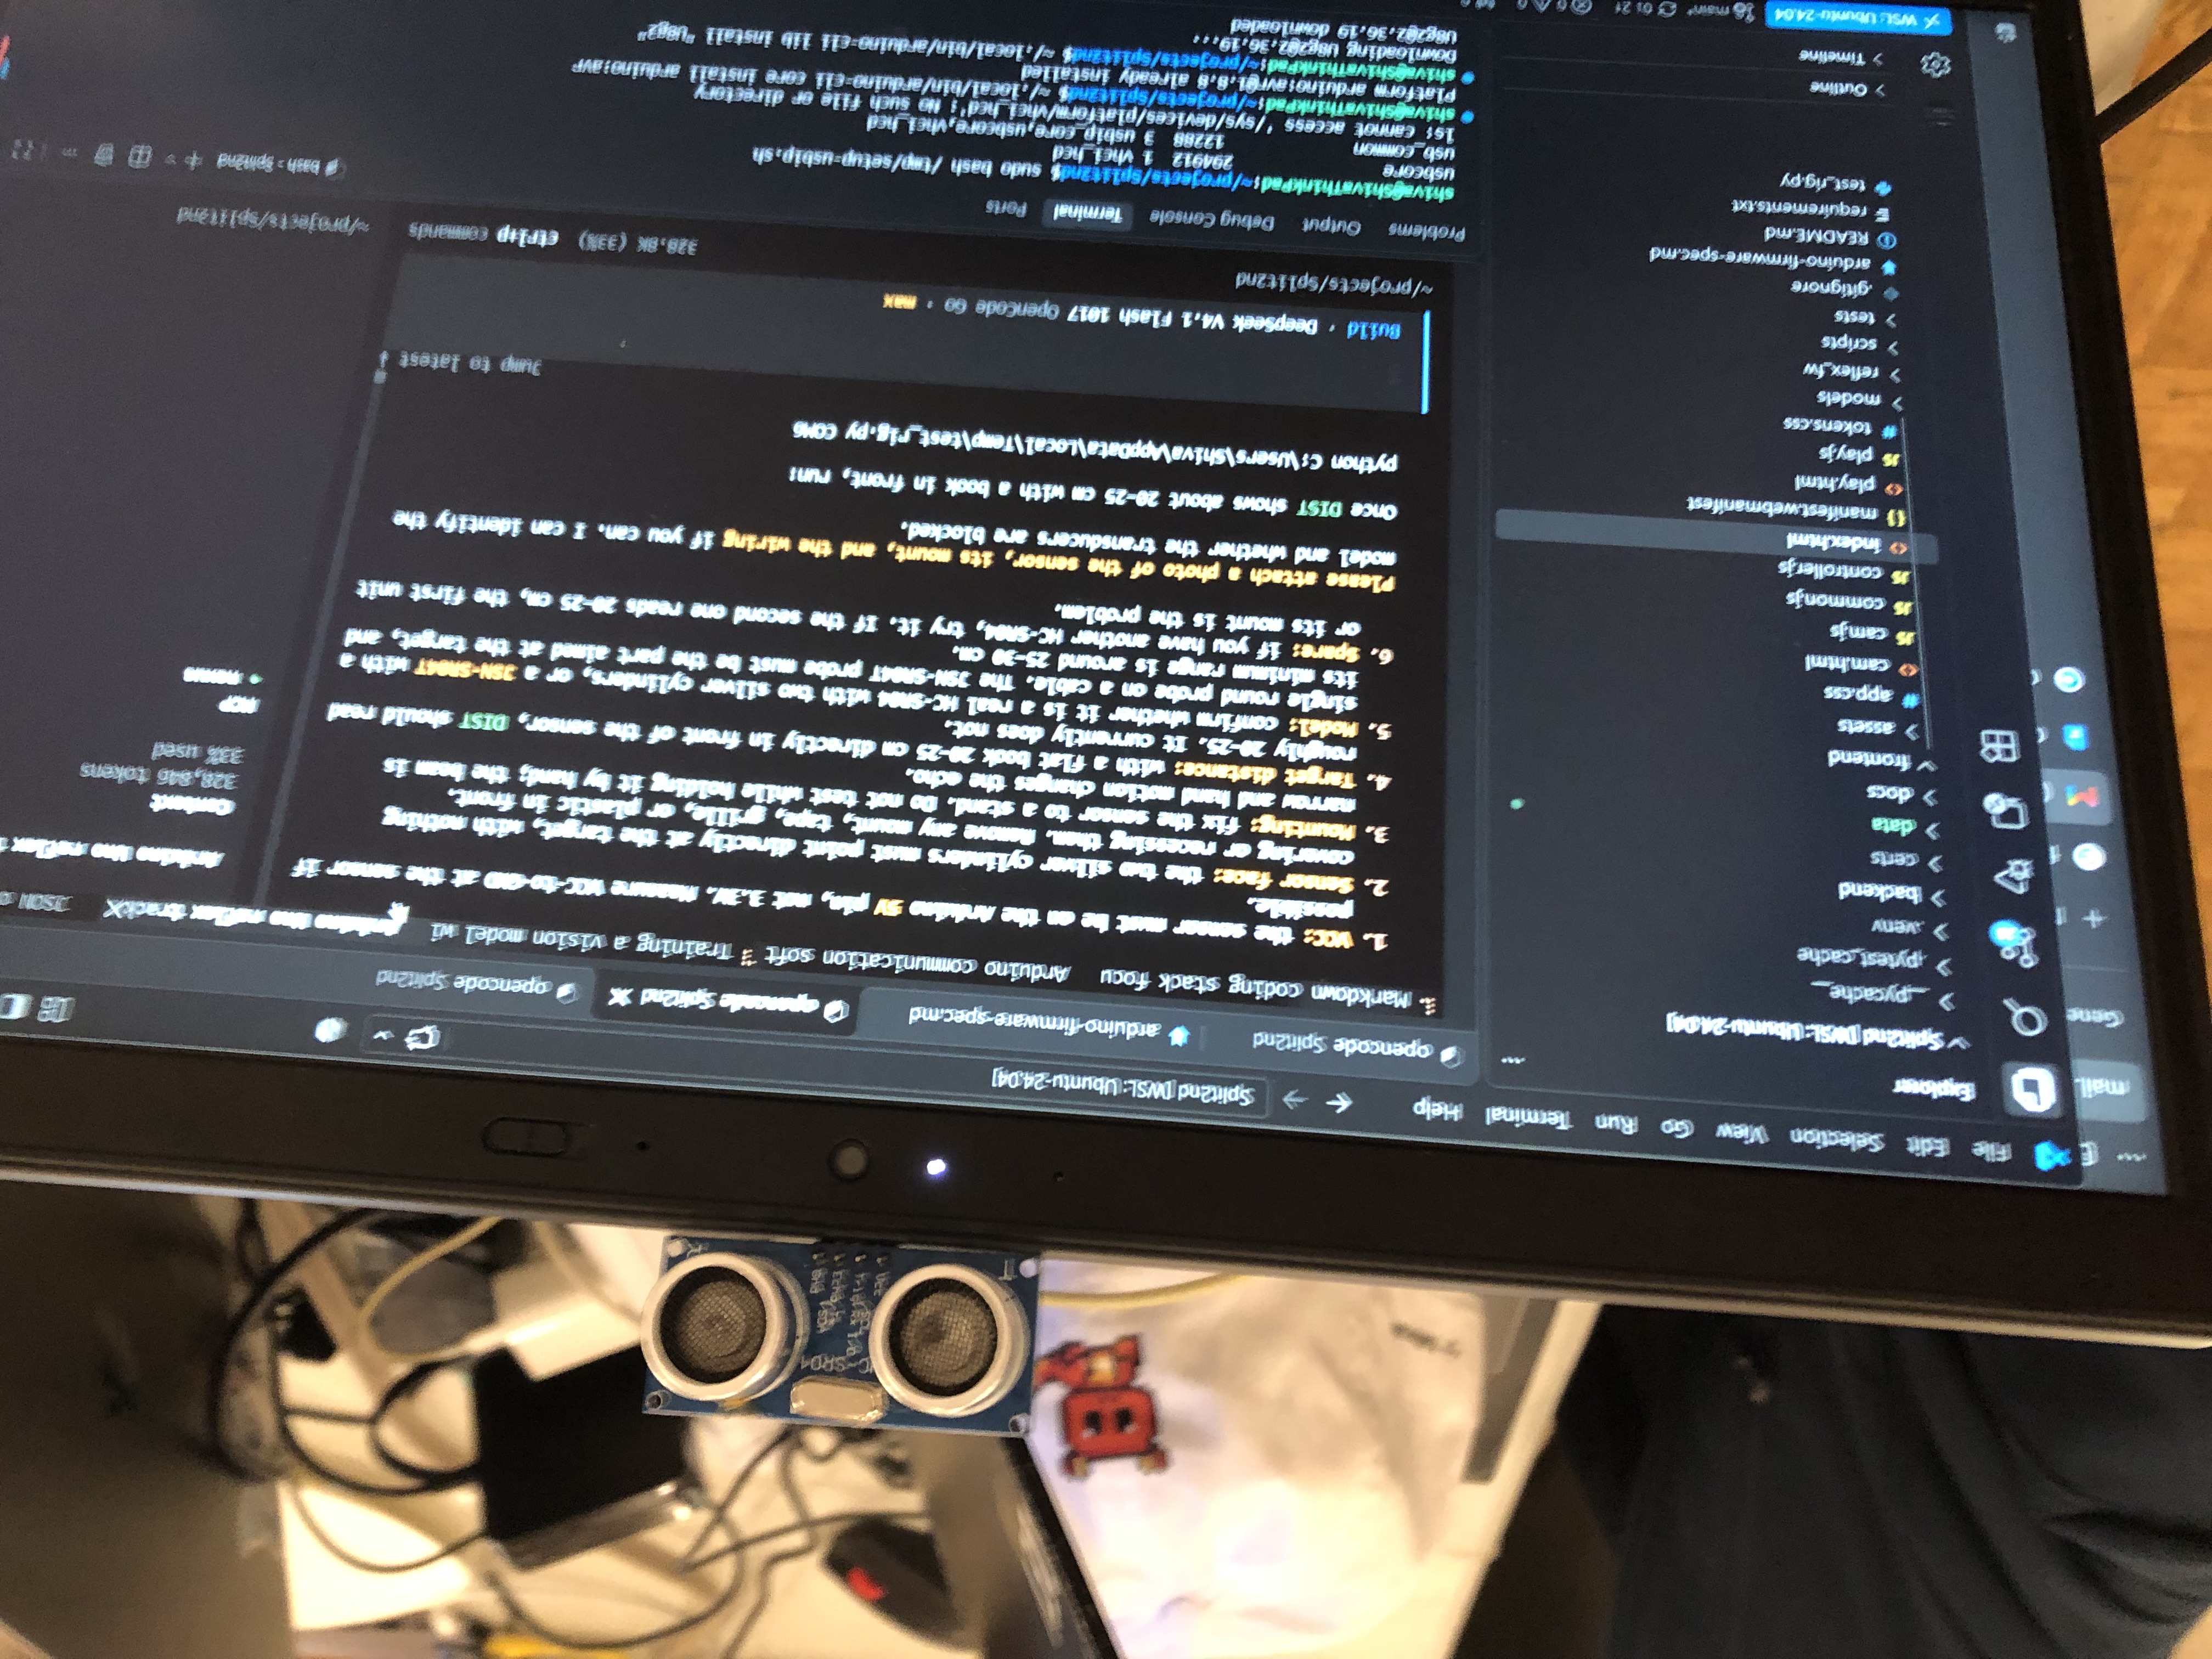 HC-SR04
T
R
File Edit Selection View Go Run Terminal Help
Split2nd [WSL: Ubuntu-24.04]
mail.
Gene
Explorer
Split2nd [WSL: Ubuntu-24.04]
__pycache__
.pytest_cache
.venv
backend
certs
data
docs
frontend
assets
app.css
cam.html
cam.js
common.js
controller.js
index.html
manifest.webmanifest
play.html
play.js
tokens.css
models
reflex_fw
scripts
tests
.gitignore
arduino-firmware-spec.md
README.md
requirements.txt
test_rig.py
Outline
Timeline
opencode Split2nd
arduino-firmware-spec.md
opencode Split2nd
opencode Split2nd
Markdown coding stack focu
Arduino communication soft
Training a vision model wi
Arduino Uno reflex track
JSON
1. VCC: the sensor must be on the Arduino 5V pin, not 3.3V. Measure VCC-to-GND at the sensor if
possible.
2. Sensor face: the two silver cylinders must point directly at the target, with nothing
covering or recessing them. Remove any mount, tape, grille, or plastic in front.
3. Mounting: fix the sensor to a stand. Do not test while holding it by hand; the beam is
narrow and hand motion changes the echo.
4. Target distance: with a flat book 20-25 cm directly in front of the sensor, DIST should read
roughly 20-25. It currently does not.
5. Model: confirm whether it is a real HC-SR04 with two silver cylinders, or a JSN-SR04T with a
single round probe on a cable. The JSN-SR04T probe must be the part aimed at the target, and
its minimum range is around 25-30 cm.
6. Spare: if you have another HC-SR04, try it. If the second one reads 20-25 cm, the first unit
or its mount is the problem.
Please attach a photo of the sensor, its mount, and the wiring if you can. I can identify the
model and whether the transducers are blocked.
Once DIST shows about 20-25 cm with a book in front, run:
python C:\Users\Shiva\AppData\Local\Temp\test_rig.py COM6
Jump to latest ↓
Build · DeepSeek V4.1 Flash 1017 OpenCode Go · max
~/projects/Split2nd
328.8K (33%) ctrl+p commands
Arduino Uno reflex t
Context
328,846 tokens
33% used
MCP
~/projects/Split2nd
Problems Output Debug Console Terminal Ports
bash - Split2nd
shiva@ShivaThinkPad:~/projects/Split2nd$ sudo bash /tmp/setup-usbip.sh
usbcore 294912 1 vhci_hcd
usb_common 12288 3 usbip_core,usbcore,vhci_hcd
ls: cannot access '/sys/devices/platform/vhci_hcd': No such file or directory
shiva@ShivaThinkPad:~/projects/Split2nd$ ~/.local/bin/arduino-cli core install arduino:avr
Platform arduino:avr@1.8.8 already installed
shiva@ShivaThinkPad:~/projects/Split2nd$ ~/.local/bin/arduino-cli lib install "U8g2"
Downloading U8g2@2.36.19...
U8g2@2.36.19 downloaded
WSL: Ubuntu-24.04 main*